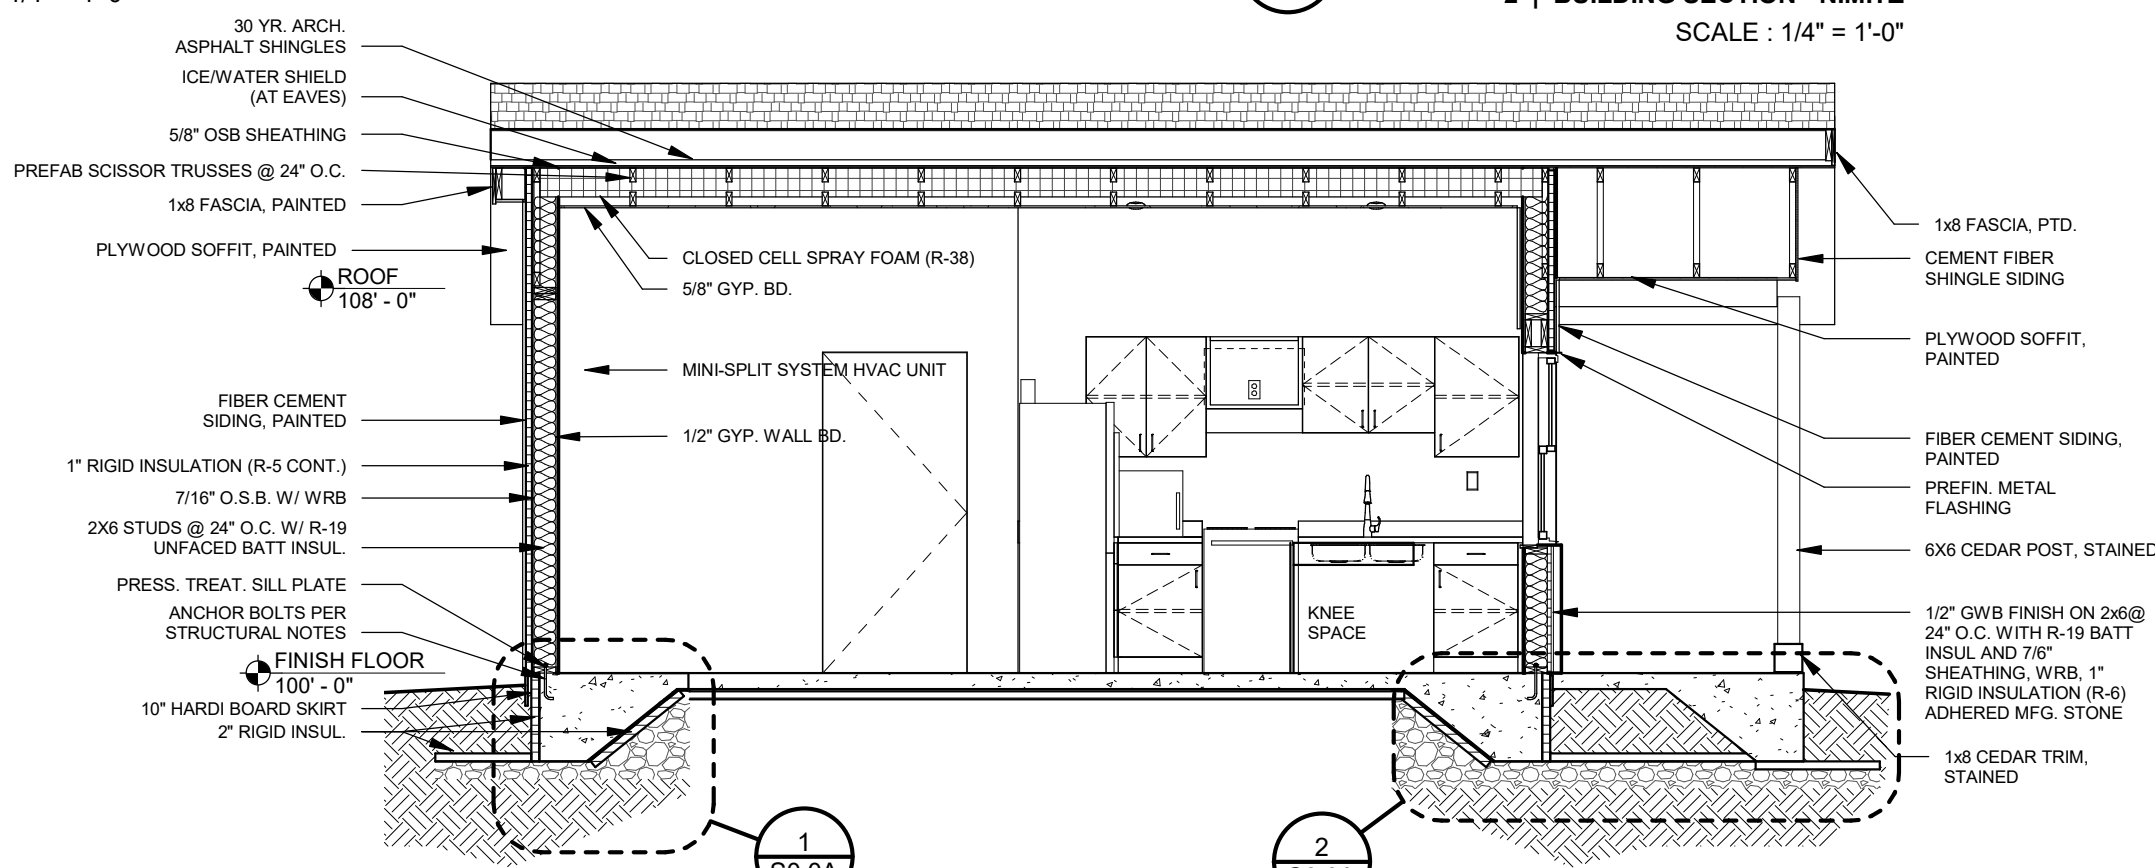 SCALE : 1/4" = 1'-0"
30 YR. ARCH.
ASPHALT SHINGLES
ICE/WATER SHIELD
(AT EAVES)
5/8" OSB SHEATHING
PREFAB SCISSOR TRUSSES @ 24" O.C.
1x8 FASCIA, PAINTED
PLYWOOD SOFFIT, PAINTED
ROOF
108' - 0"
FIBER CEMENT
SIDING, PAINTED
1" RIGID INSULATION (R-5 CONT.)
7/16" O.S.B. W/ WRB
2X6 STUDS @ 24" O.C. W/ R-19
UNFACED BATT INSUL.
PRESS. TREAT. SILL PLATE
ANCHOR BOLTS PER
STRUCTURAL NOTES
FINISH FLOOR
100' - 0"
10" HARDI BOARD SKIRT
2" RIGID INSUL.
CLOSED CELL SPRAY FOAM (R-38)
5/8" GYP. BD.
MINI-SPLIT SYSTEM HVAC UNIT
1/2" GYP. WALL BD.
KNEE
SPACE
1x8 FASCIA, PTD.
CEMENT FIBER
SHINGLE SIDING
PLYWOOD SOFFIT,
PAINTED
FIBER CEMENT SIDING,
PAINTED
PREFIN. METAL
FLASHING
6X6 CEDAR POST, STAINED
1/2" GWB FINISH ON 2x6@
24" O.C. WITH R-19 BATT
INSUL AND 7/6"
SHEATHING, WRB, 1"
RIGID INSULATION (R-6)
ADHERED MFG. STONE
1x8 CEDAR TRIM,
STAINED
1
2